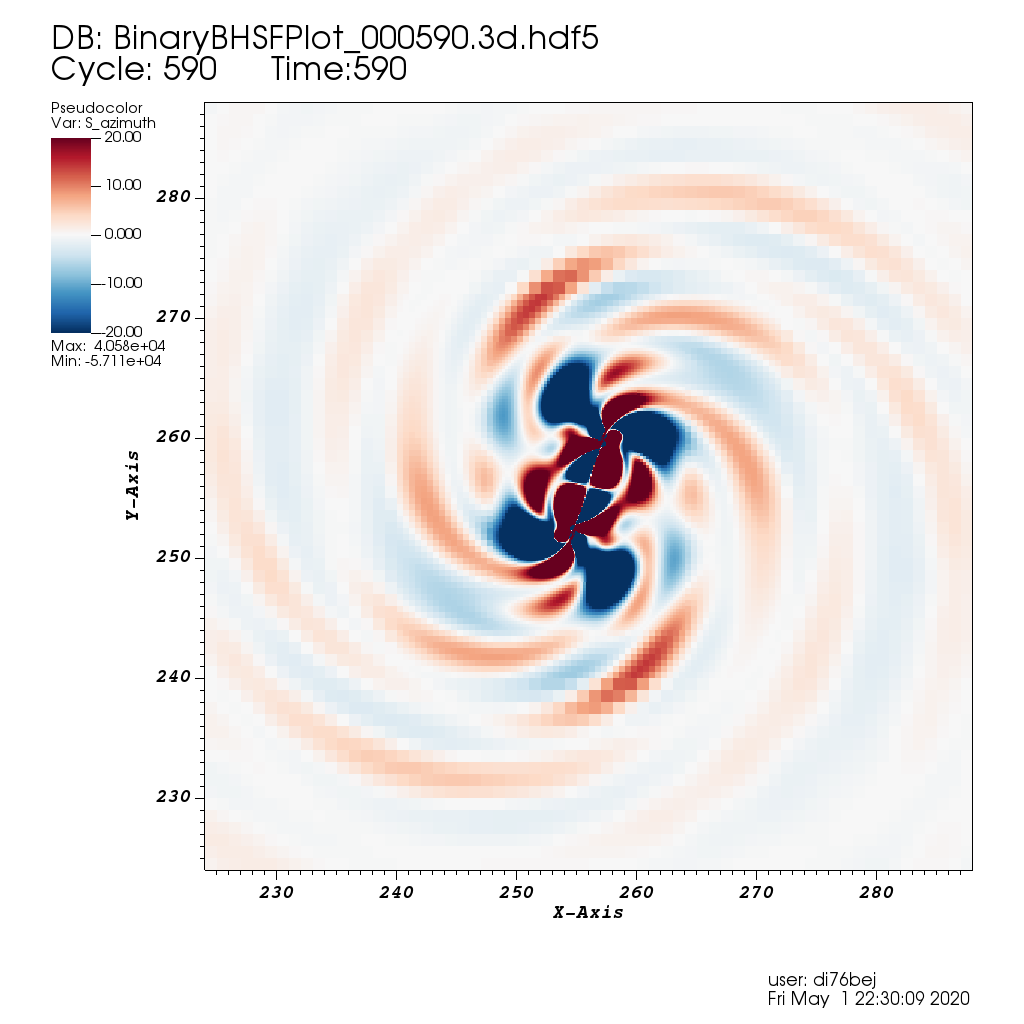 DB: BinaryBHSFPlot_000590.3d.hdf5
Cycle: 590 Time:590
Pseudocolor
Var: S_azimuth
20.00
10.00
0.000
-10.00
-20.00
Max: 4.058e+04
Min: -5.711e+04
280
270
260
250
240
230
Y-Axis
230 240 250 260 270 280
X-Axis
user: di76bej
Fri May 1 22:30:09 2020